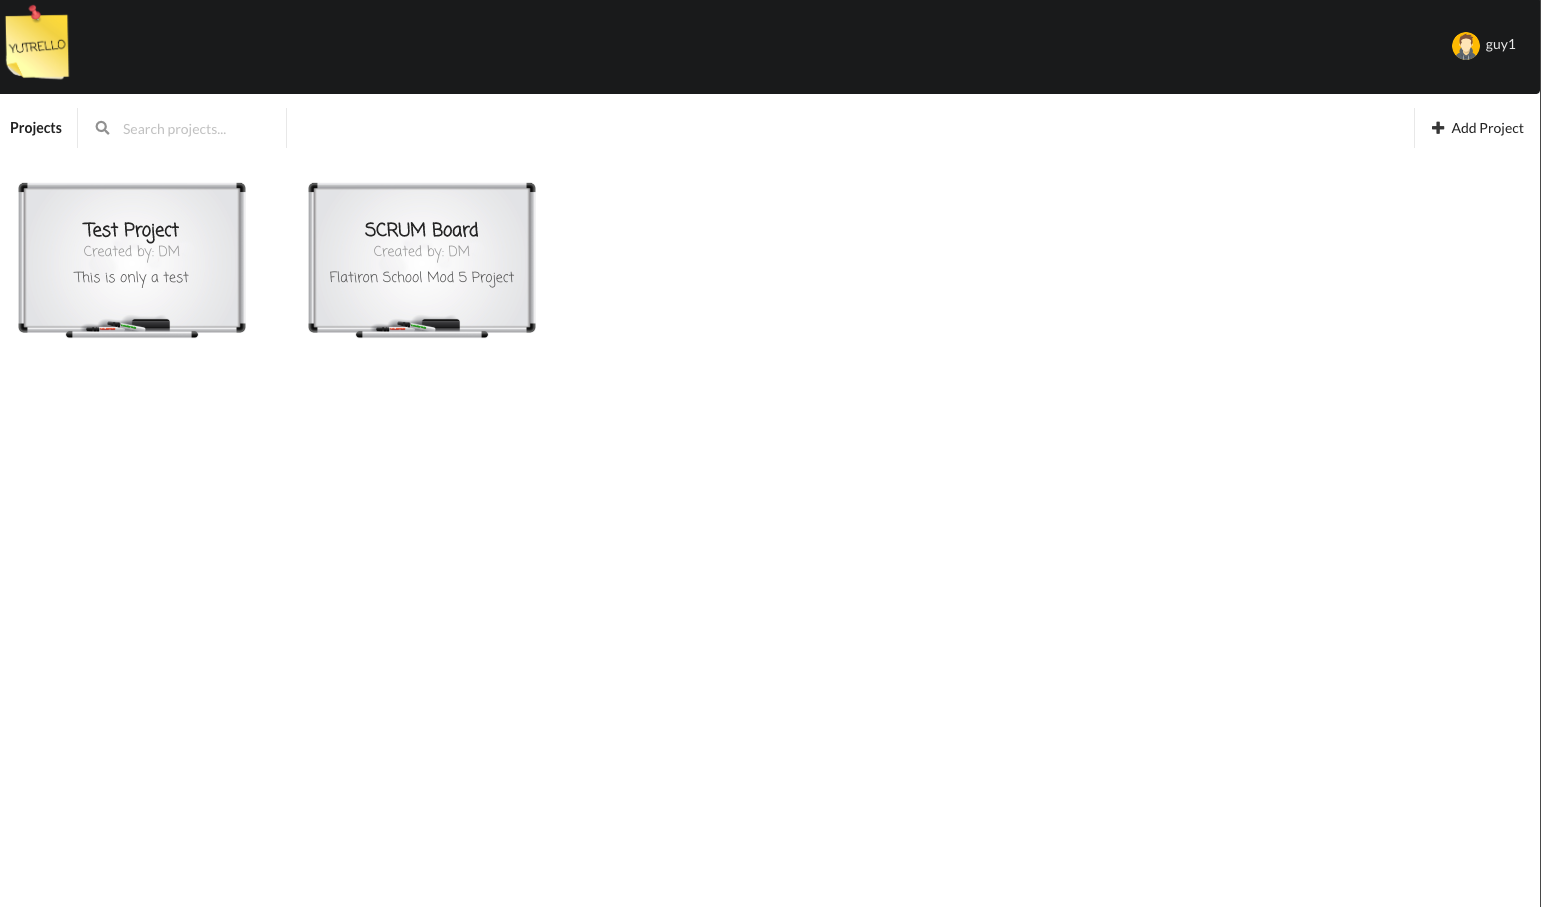 YUTRELLO
guy1
Projects
Search projects...
Add Project
Test Project
Created by: DM
This is only a test
SCRUM Board
Created by: DM
Flatiron School Mod 5 Project